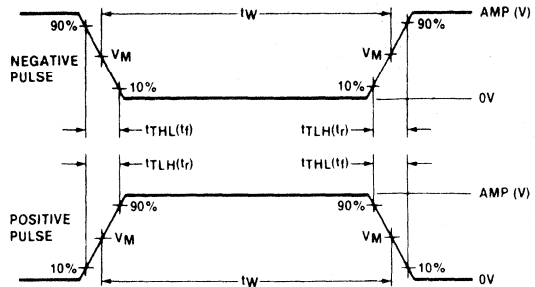 90% tW 90% AMP (V)
NEGATIVE PULSE VM VM
10% 10% 0V
tTHL(tf) tTLH(tr)
tTLH(tr) tTHL(tf)
AMP (V)
POSITIVE PULSE 90% 90%
VM VM
10% tW 10% 0V